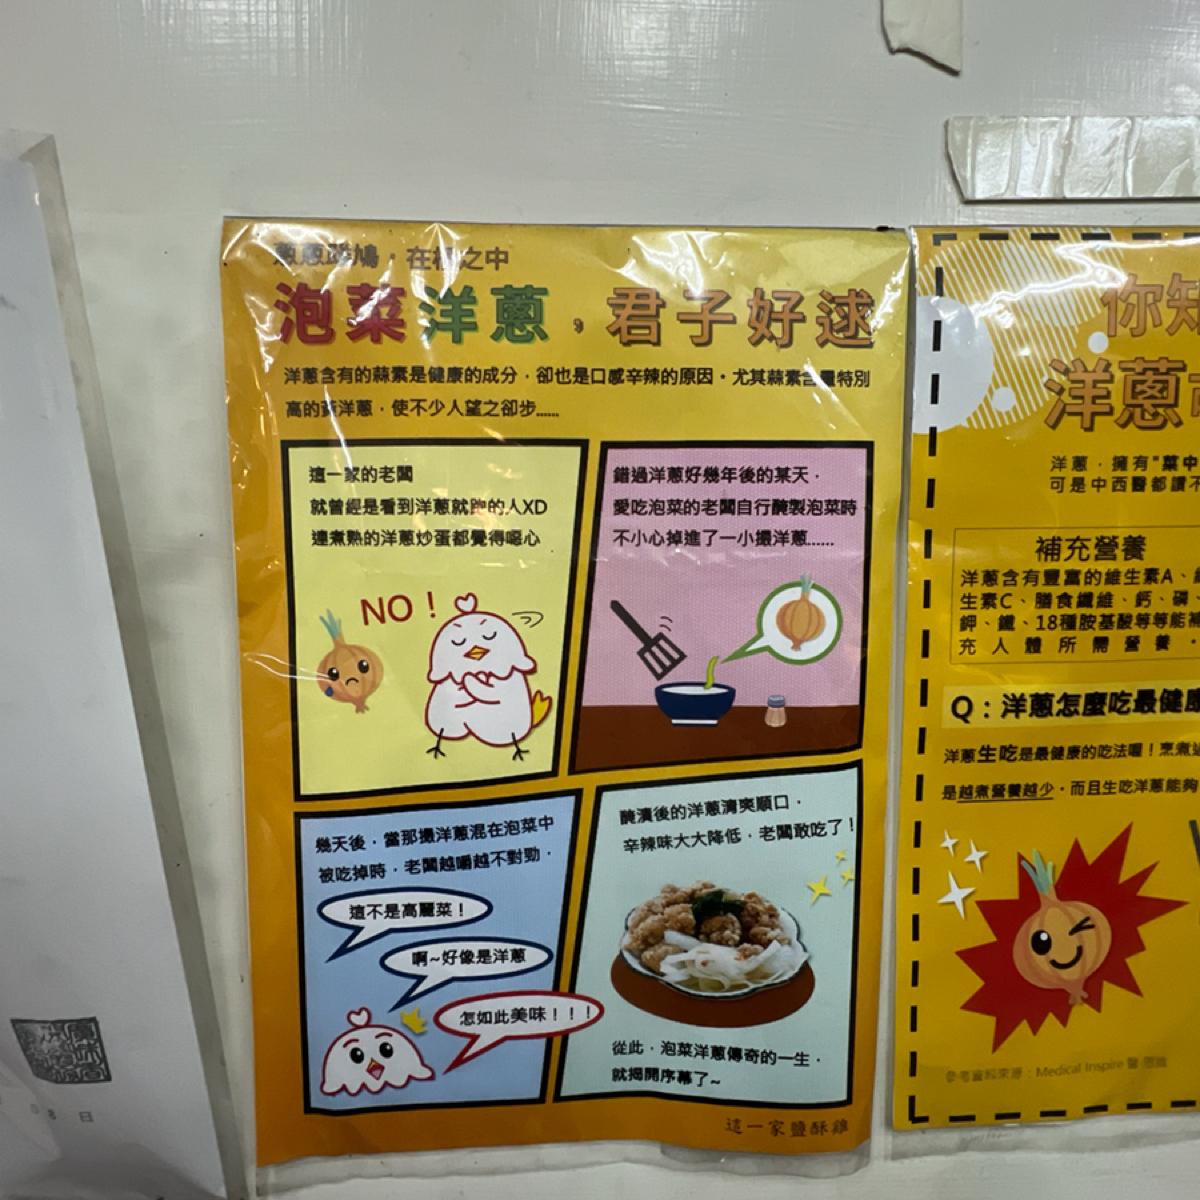 蔥蔥雎鳩,在極之中
泡菜洋蔥,君子好逑
洋蔥含有的蒜素是健康的成分,卻也是口感辛辣的原因。尤其蒜素含量特別
高的黃洋蔥,使不少人望之卻步......
這一家的老闆
就曾經是看到洋蔥就跑的人XD
連煮熟的洋蔥炒蛋都覺得噁心
NO!
錯過洋蔥好幾年後的某天,
愛吃泡菜的老闆自行醃製泡菜時
不小心掉進了一小撮洋蔥......
幾天後,當那撮洋蔥混在泡菜中
被吃掉時,老闆越嚼越不對勁,
這不是高麗菜!
啊~好像是洋蔥
怎如此美味!!!
醃漬後的洋蔥清爽順口,
辛辣味大大降低,老闆敢吃了!
從此,泡菜洋蔥傳奇的一生,
就揭開序幕了~
這一家鹽酥雞
你知
洋蔥
洋蔥,擁有"菜中
可是中西醫都讚不
補充營養
洋蔥含有豐富的維生素A、維
生素C、膳食纖維、鈣、磷、
鉀、鐵、18種胺基酸等等能補
充人體所需營養。
Q:洋蔥怎麼吃最健康
洋蔥生吃是最健康的吃法喔!烹煮
是越煮營養越少,而且生吃洋蔥能夠
參考資料來源:Medical Inspire 醫
08日